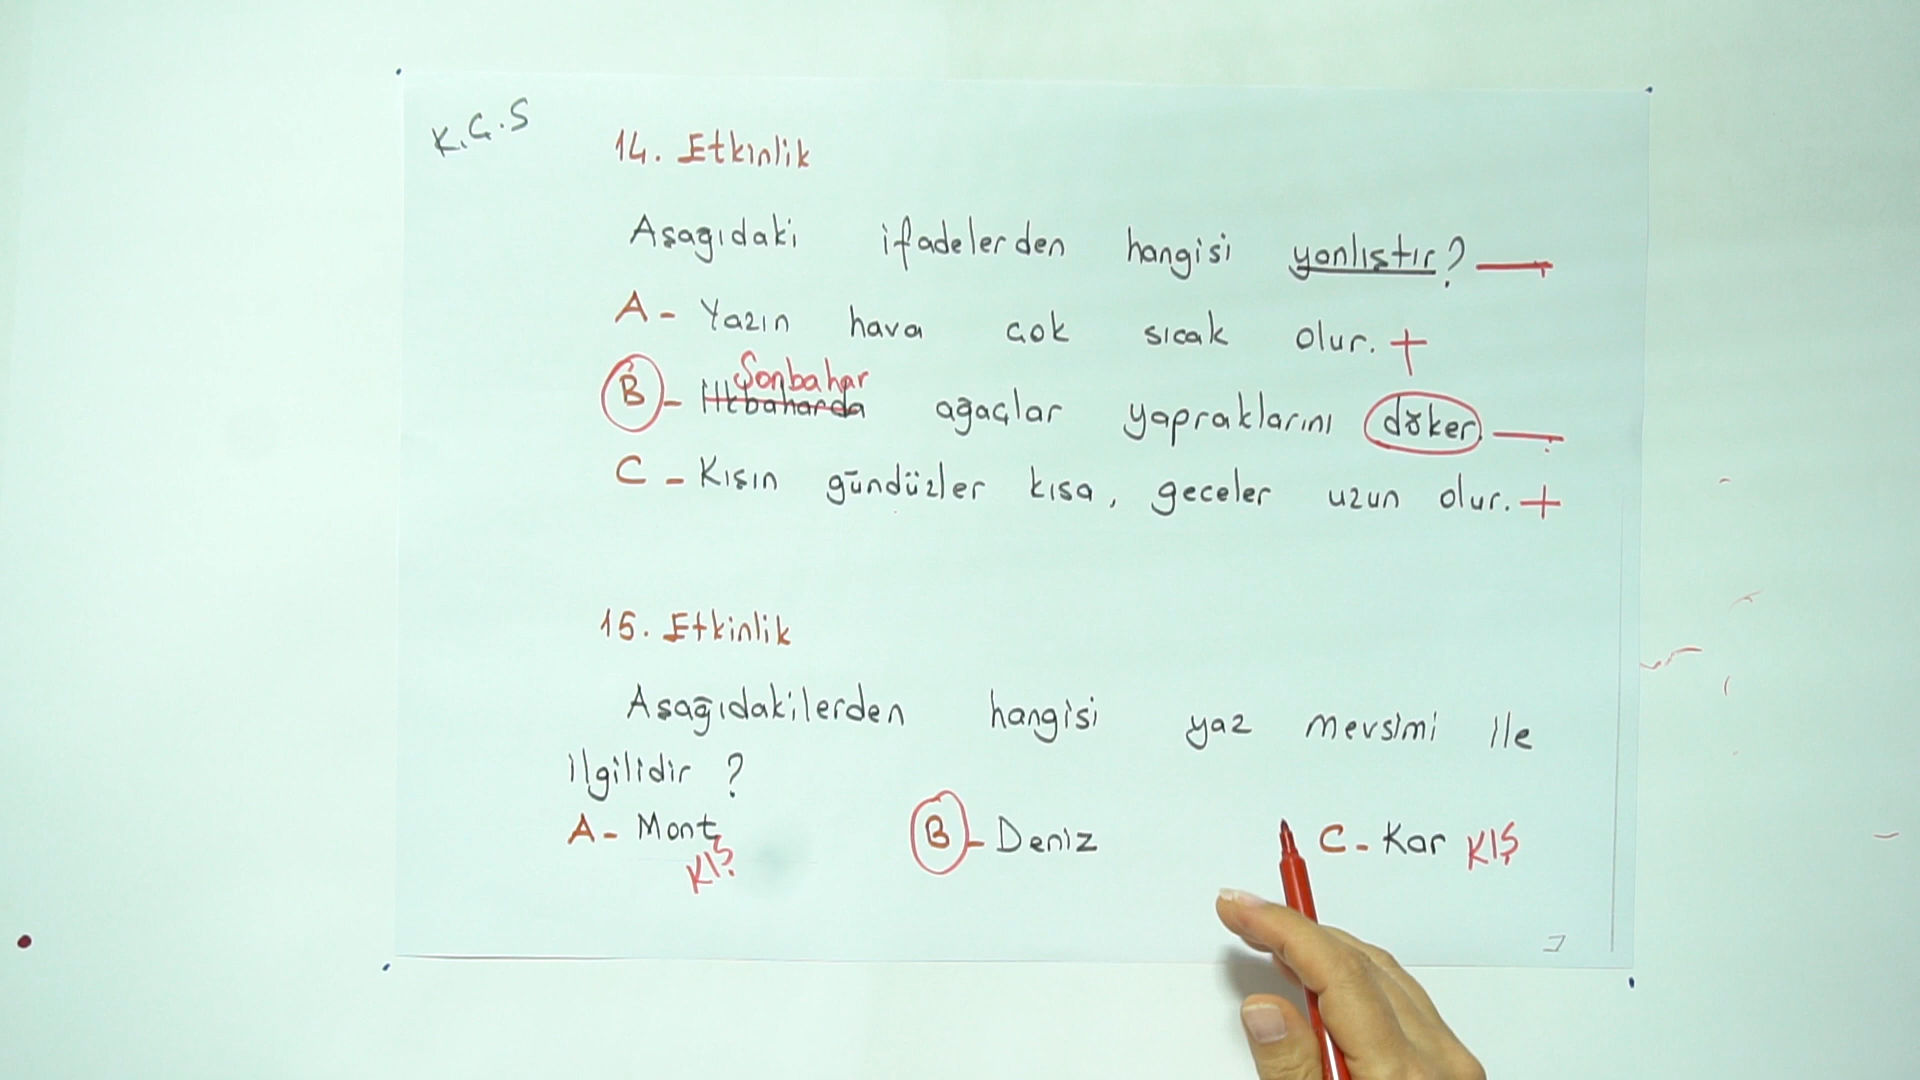 K.G.S
14. Etkinlik
Aşağıdaki ifadelerden hangisi yanlıştır? —
A- Yazın hava çok sıcak olur. +
Sonbahar
B- İlkbaharda ağaçlar yapraklarını döker. —
C- Kışın gündüzler kısa, geceler uzun olur. +
15. Etkinlik
Aşağıdakilerden hangisi yaz mevsimi ile
ilgilidir ?
A- Mont B- Deniz C- Kar KIŞ
KIŞ